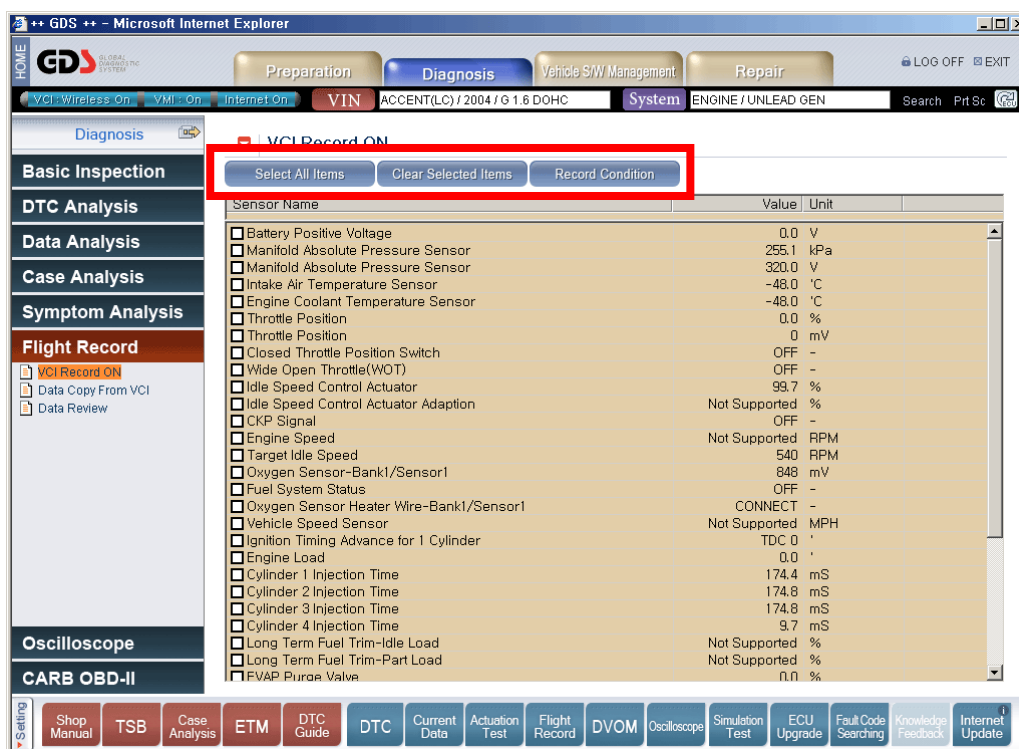 ++ GDS ++ - Microsoft Internet Explorer
HOME
GDS GLOBAL DIAGNOSTIC SYSTEM
Preparation Diagnosis Vehicle S/W Management Repair
LOG OFF EXIT
VCI : Wireless On VMI : On Internet On VIN ACCENT(LC) / 2004 / G 1.6 DOHC System ENGINE / UNLEAD GEN Search Prt Sc
Diagnosis
Basic Inspection
DTC Analysis
Data Analysis
Case Analysis
Symptom Analysis
Flight Record
VCI Record ON
Data Copy From VCI
Data Review
Oscilloscope
CARB OBD-II
VCI Record ON
Select All Items Clear Selected Items Record Condition
Sensor Name Value Unit
Battery Positive Voltage 0.0 V
Manifold Absolute Pressure Sensor 255.1 kPa
Manifold Absolute Pressure Sensor 320.0 V
Intake Air Temperature Sensor -48.0 'C
Engine Coolant Temperature Sensor -48.0 'C
Throttle Position 0.0 %
Throttle Position 0 mV
Closed Throttle Position Switch OFF -
Wide Open Throttle(WOT) OFF -
Idle Speed Control Actuator 99.7 %
Idle Speed Control Actuator Adaption Not Supported %
CKP Signal OFF -
Engine Speed Not Supported RPM
Target Idle Speed 540 RPM
Oxygen Sensor-Bank1/Sensor1 848 mV
Fuel System Status OFF -
Oxygen Sensor Heater Wire-Bank1/Sensor1 CONNECT -
Vehicle Speed Sensor Not Supported MPH
Ignition Timing Advance for 1 Cylinder TDC 0 '
Engine Load 0.0 '
Cylinder 1 Injection Time 174.4 mS
Cylinder 2 Injection Time 174.8 mS
Cylinder 3 Injection Time 174.8 mS
Cylinder 4 Injection Time 9.7 mS
Long Term Fuel Trim-Idle Load Not Supported %
Long Term Fuel Trim-Part Load Not Supported %
EVAP Purge Valve 0.0 %
Setting
Shop Manual
TSB
Case Analysis
ETM
DTC Guide
DTC
Current Data
Actuation Test
Flight Record
DVOM
Oscilloscope
Simulation Test
ECU Upgrade
Fault Code Searching
Knowledge Feedback
Internet Update